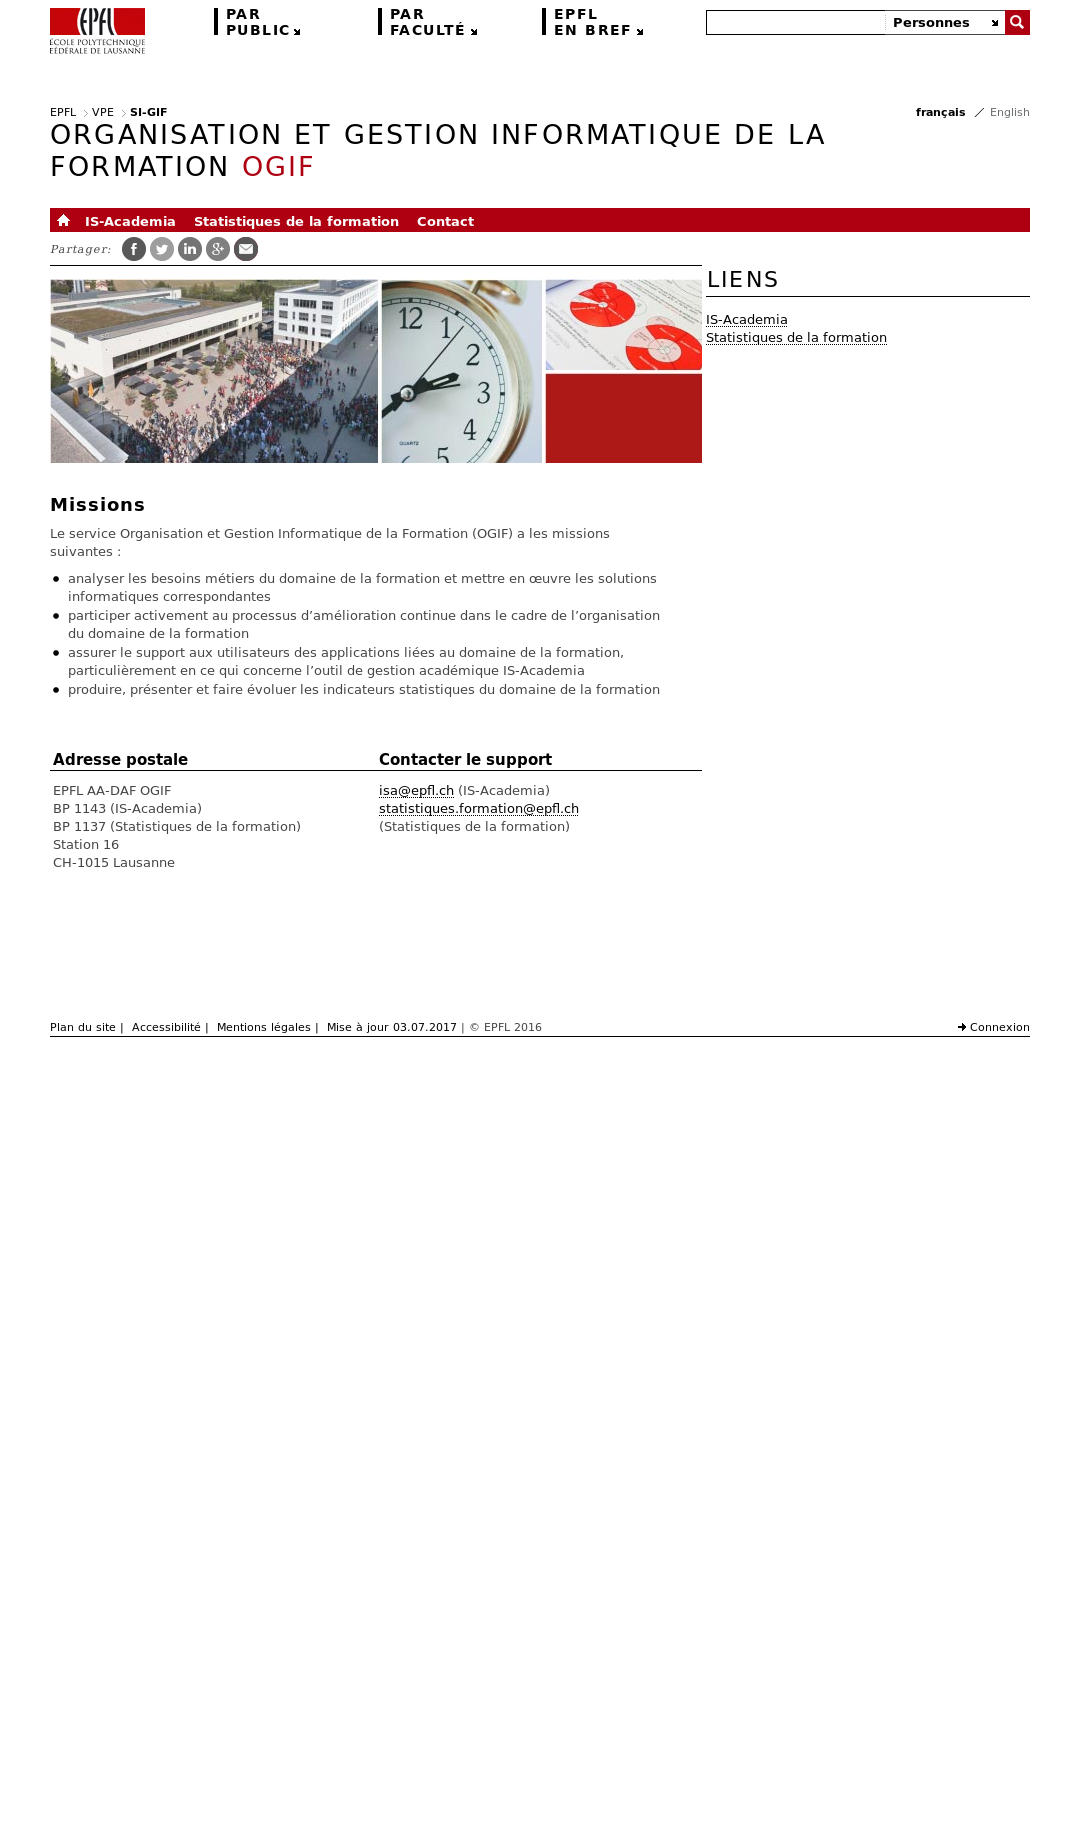 EPFL
ÉCOLE POLYTECHNIQUE
FÉDÉRALE DE LAUSANNE
PAR
PUBLIC
PAR
FACULTÉ
EPFL
EN BREF
Personnes
EPFL VPE SI-GIF
français / English
ORGANISATION ET GESTION INFORMATIQUE DE LA
FORMATION OGIF
IS-Academia Statistiques de la formation Contact
Partager:
LIENS
IS-Academia
Statistiques de la formation
12
1
2
3
4
5
6
QUARTZ
Missions
Le service Organisation et Gestion Informatique de la Formation (OGIF) a les missions
suivantes :
analyser les besoins métiers du domaine de la formation et mettre en œuvre les solutions
informatiques correspondantes
participer activement au processus d’amélioration continue dans le cadre de l’organisation
du domaine de la formation
assurer le support aux utilisateurs des applications liées au domaine de la formation,
particulièrement en ce qui concerne l’outil de gestion académique IS-Academia
produire, présenter et faire évoluer les indicateurs statistiques du domaine de la formation
Adresse postale
EPFL AA-DAF OGIF
BP 1143 (IS-Academia)
BP 1137 (Statistiques de la formation)
Station 16
CH-1015 Lausanne
Contacter le support
isa@epfl.ch (IS-Academia)
statistiques.formation@epfl.ch
(Statistiques de la formation)
Plan du site | Accessibilité | Mentions légales | Mise à jour 03.07.2017 | © EPFL 2016
Connexion